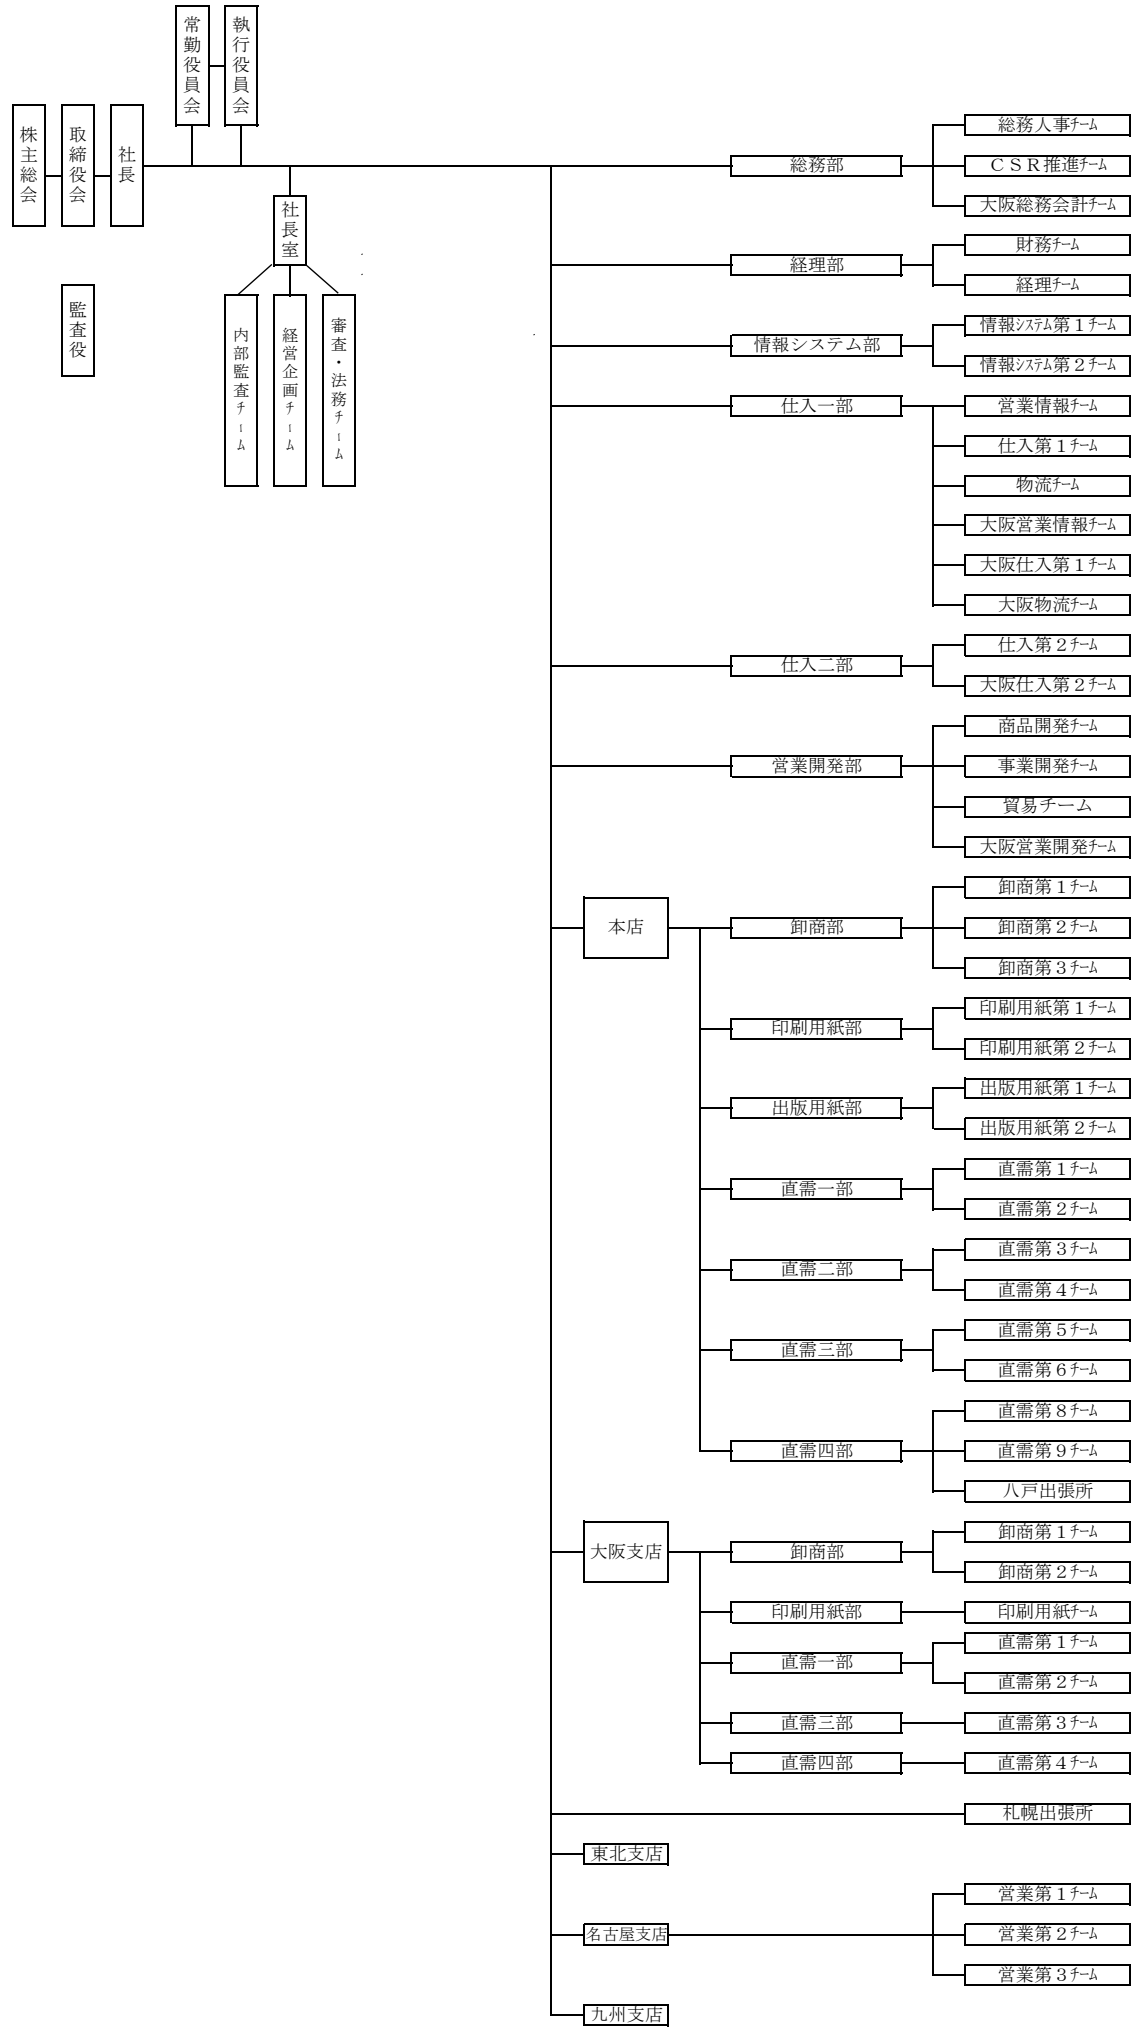 常勤役員会
執行役員会
株主総会
取締役会
社長
監査役
社長室
内部監査ﾁｰﾑ
経営企画ﾁｰﾑ
審査・法務ﾁｰﾑ
総務部
総務人事ﾁｰﾑ
ＣＳＲ推進ﾁｰﾑ
大阪総務会計ﾁｰﾑ
経理部
財務ﾁｰﾑ
経理ﾁｰﾑ
情報システム部
情報ｼｽﾃﾑ第１ﾁｰﾑ
情報ｼｽﾃﾑ第２ﾁｰﾑ
仕入一部
営業情報ﾁｰﾑ
仕入第１ﾁｰﾑ
物流ﾁｰﾑ
大阪営業情報ﾁｰﾑ
大阪仕入第１ﾁｰﾑ
大阪物流ﾁｰﾑ
仕入二部
仕入第２ﾁｰﾑ
大阪仕入第２ﾁｰﾑ
営業開発部
商品開発ﾁｰﾑ
事業開発ﾁｰﾑ
貿易チーム
大阪営業開発ﾁｰﾑ
本店
卸商部
卸商第１ﾁｰﾑ
卸商第２ﾁｰﾑ
卸商第３ﾁｰﾑ
印刷用紙部
印刷用紙第１ﾁｰﾑ
印刷用紙第２ﾁｰﾑ
出版用紙部
出版用紙第１ﾁｰﾑ
出版用紙第２ﾁｰﾑ
直需一部
直需第１ﾁｰﾑ
直需第２ﾁｰﾑ
直需二部
直需第３ﾁｰﾑ
直需第４ﾁｰﾑ
直需三部
直需第５ﾁｰﾑ
直需第６ﾁｰﾑ
直需四部
直需第８ﾁｰﾑ
直需第９ﾁｰﾑ
八戸出張所
大阪支店
卸商部
卸商第１ﾁｰﾑ
卸商第２ﾁｰﾑ
印刷用紙部
印刷用紙ﾁｰﾑ
直需一部
直需第１ﾁｰﾑ
直需第２ﾁｰﾑ
直需三部
直需第３ﾁｰﾑ
直需四部
直需第４ﾁｰﾑ
札幌出張所
東北支店
名古屋支店
営業第１ﾁｰﾑ
営業第２ﾁｰﾑ
営業第３ﾁｰﾑ
九州支店